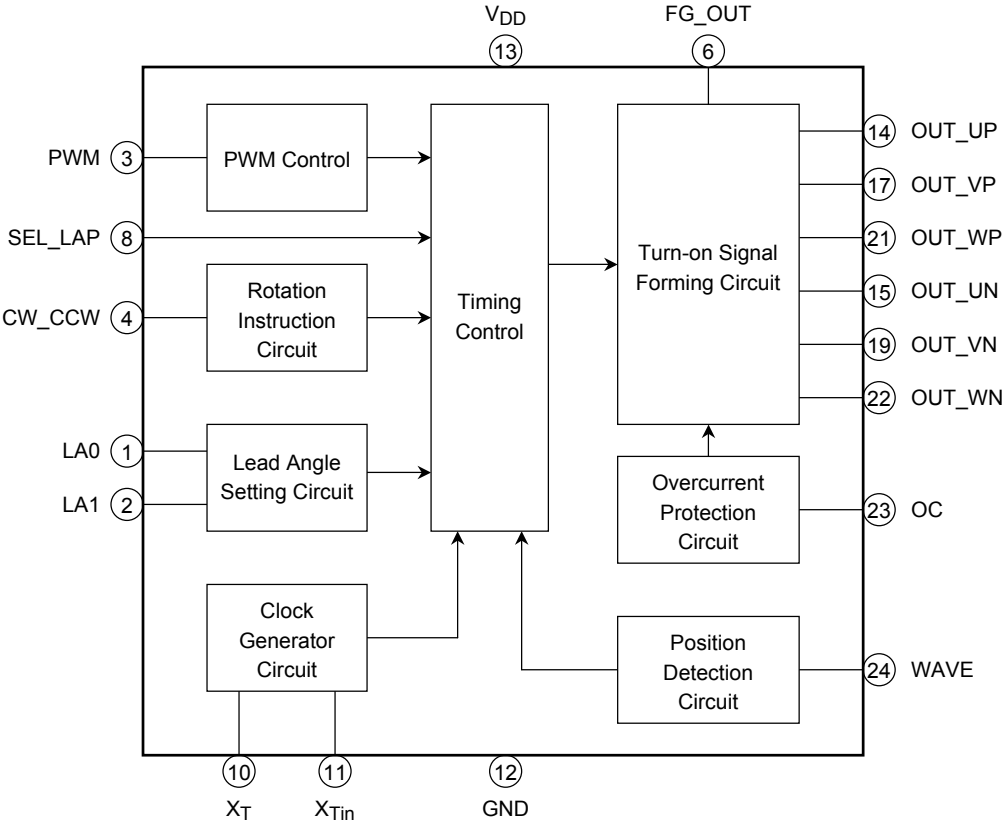 VDD
FG_OUT
13
6
PWM
3
PWM Control
SEL_LAP
8
CW_CCW
4
Rotation
Instruction
Circuit
LA0
1
LA1
2
Lead Angle
Setting Circuit
Clock
Generator
Circuit
Timing
Control
Turn-on Signal
Forming Circuit
14
OUT_UP
17
OUT_VP
21
OUT_WP
15
OUT_UN
19
OUT_VN
22
OUT_WN
Overcurrent
Protection
Circuit
23
OC
Position
Detection
Circuit
24
WAVE
10
11
12
XT
XTin
GND